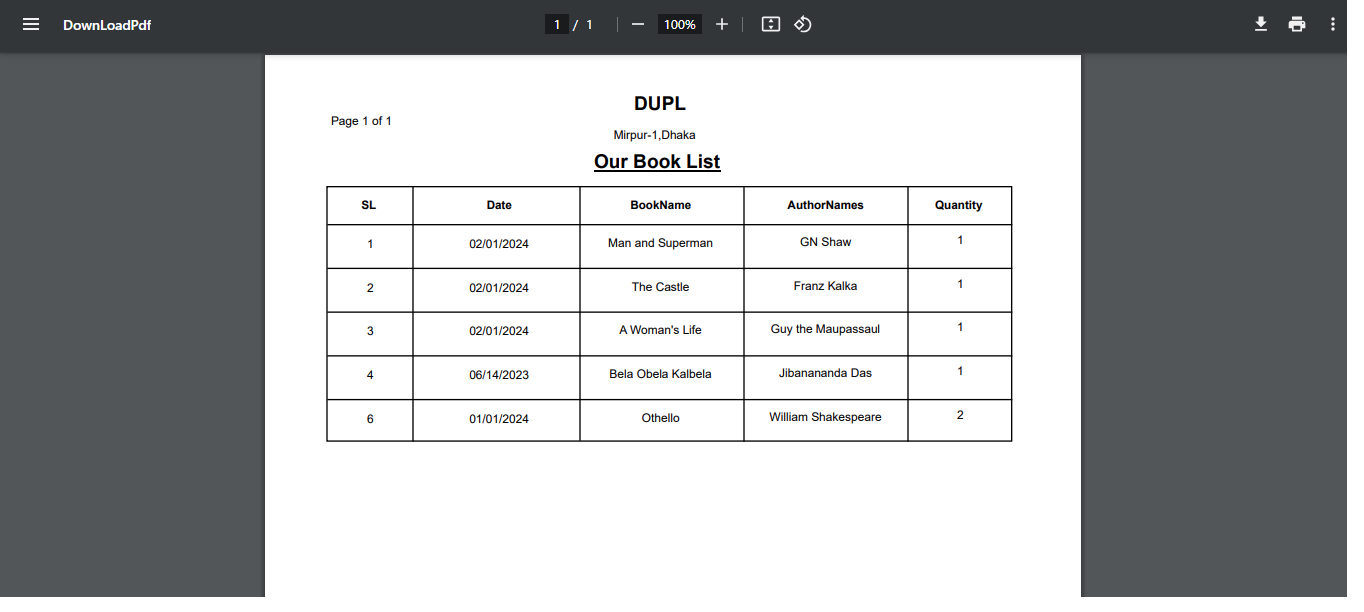 DownLoadPdf 1 / 1 100%
DUPL
Page 1 of 1
Mirpur-1,Dhaka
Our Book List
SL Date BookName AuthorNames Quantity
1 02/01/2024 Man and Superman GN Shaw 1
2 02/01/2024 The Castle Franz Kalka 1
3 02/01/2024 A Woman's Life Guy the Maupassaul 1
4 06/14/2023 Bela Obela Kalbela Jibanananda Das 1
6 01/01/2024 Othello William Shakespeare 2